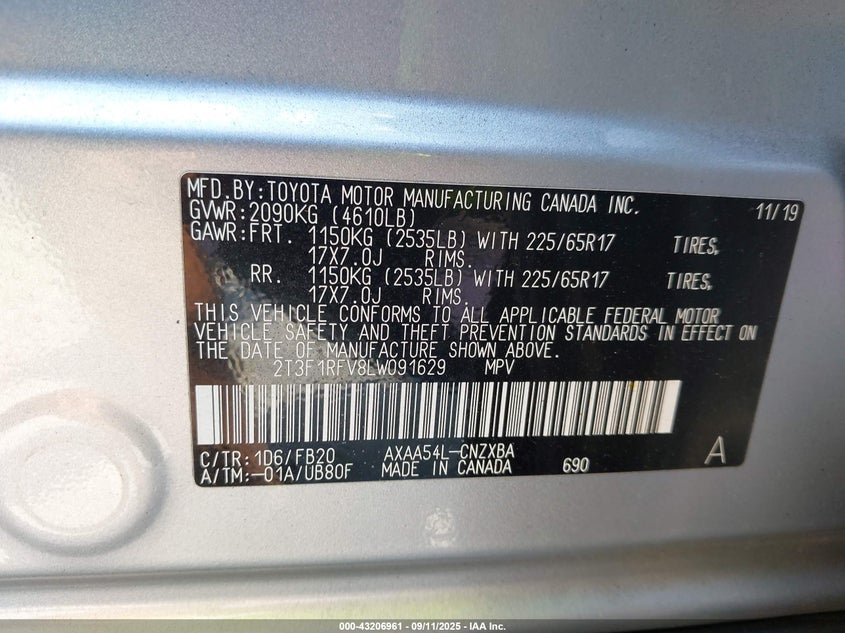 MFD.BY:TOYOTA MOTOR MANUFACTURING CANADA INC. 11/19
GVWR:2090KG (4610LB)
GAWR:FRT. 1150KG (2535LB) WITH 225/65R17 TIRES,
17X7.0J RIMS.
RR. 1150KG (2535LB) WITH 225/65R17 TIRES,
17X7.0J RIMS.
THIS VEHICLE CONFORMS TO ALL APPLICABLE FEDERAL MOTOR
VEHICLE SAFETY AND THEFT PREVENTION STANDARDS IN EFFECT ON
THE DATE OF MANUFACTURE SHOWN ABOVE.
2T3F1RFV8LW091629 MPV
C/TR:1D6/FB20 AXAA54L-CNZXBA
A/TM:-01A/UB80F MADE IN CANADA 690 A
000-43206961 - 09/11/2025 - IAA Inc.